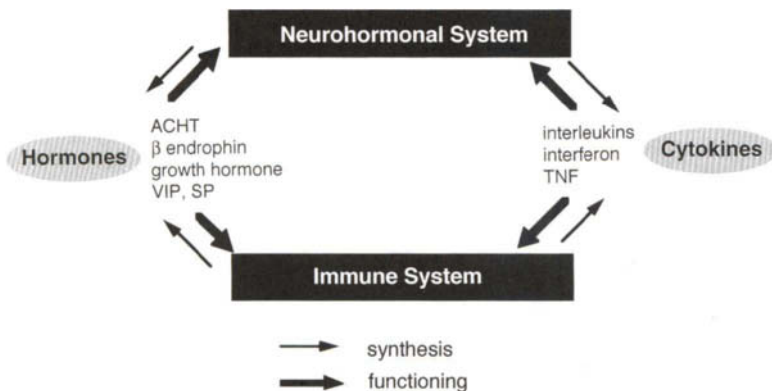 Neurohormonal System
Hormones
ACHT
β endrophin
growth hormone
VIP, SP
interleukins
interferon
TNF
Cytokines
Immune System
synthesis
functioning